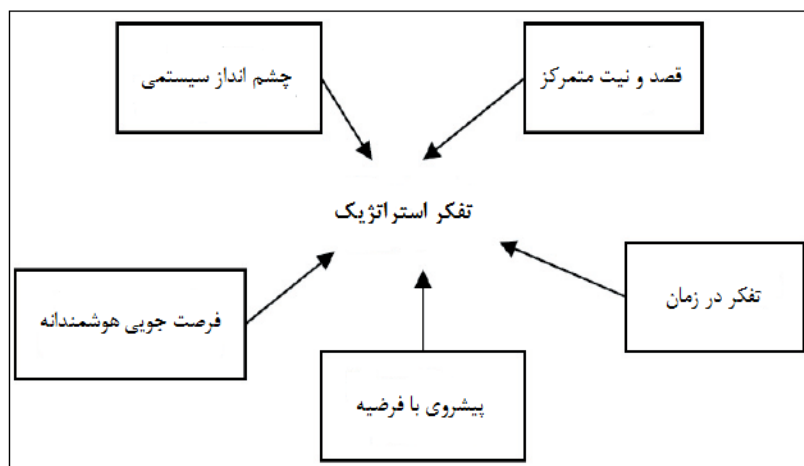 قصد و نیت متمرکز
چشم انداز سیستمی
تفکر استراتژیک
تفکر در زمان
فرصت جویی هوشمندانه
پیشروی با فرضیه